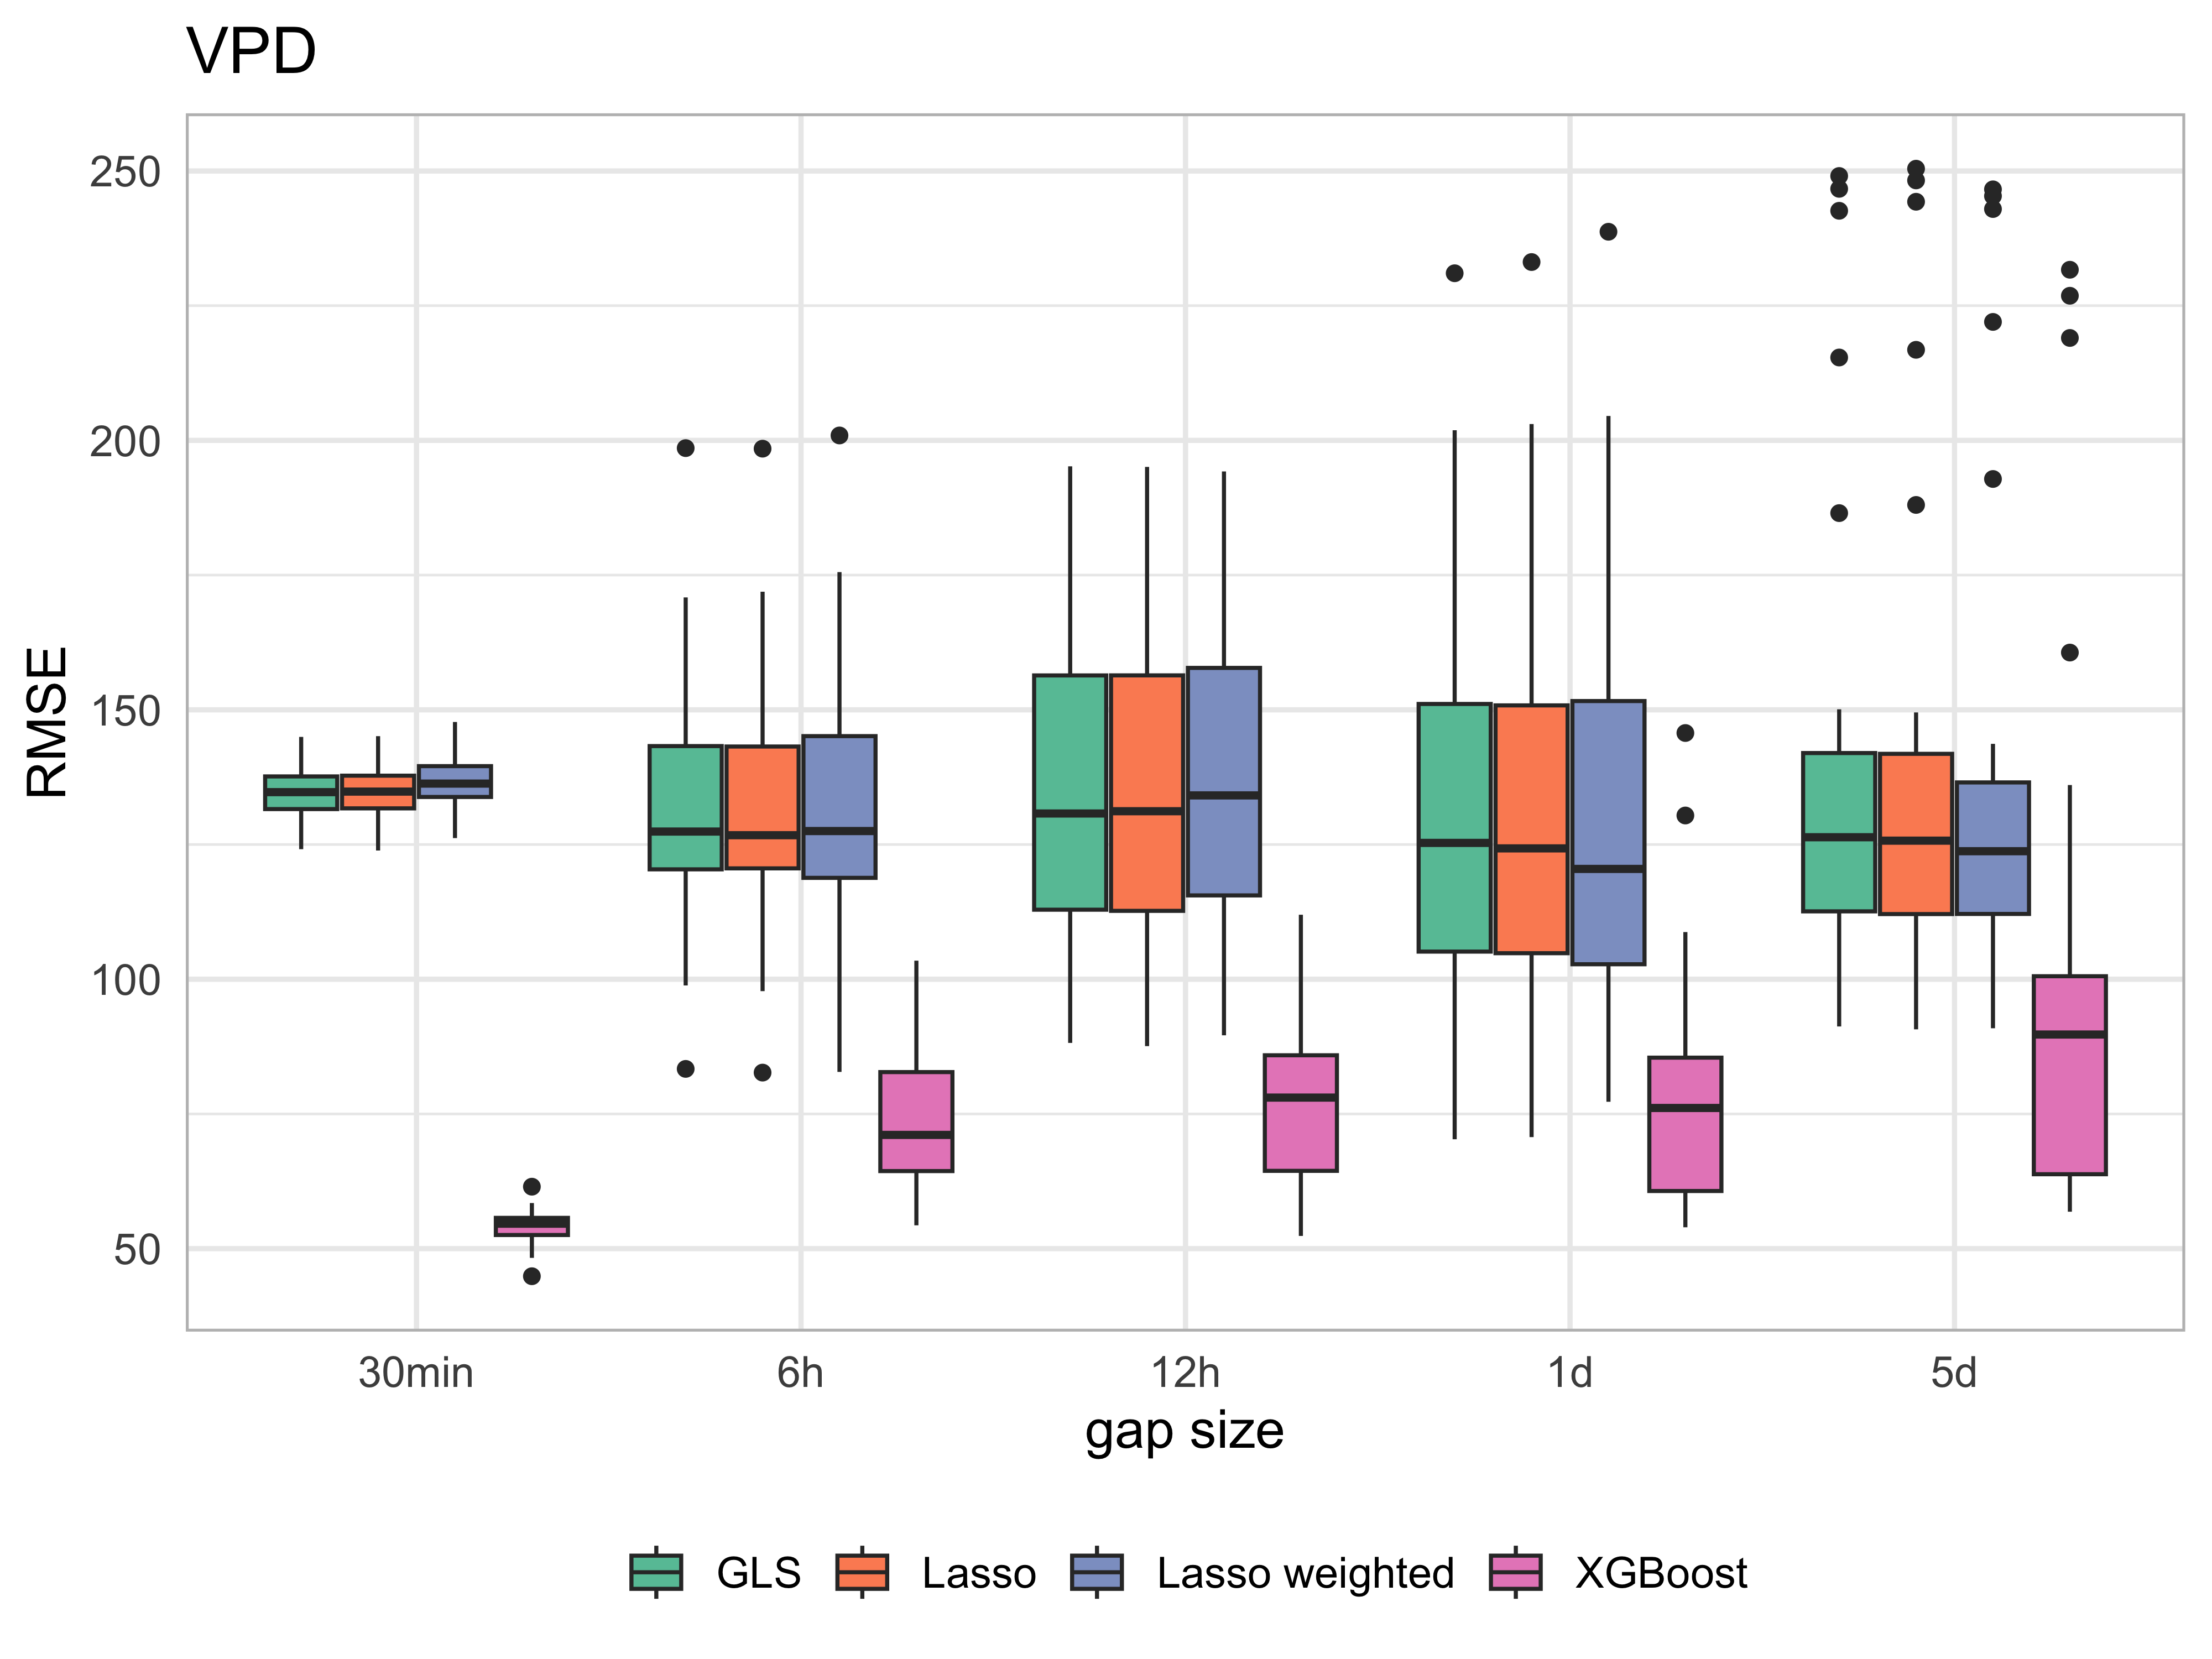 VPD
250
200
150
100
50
RMSE
30min 6h 12h 1d 5d
gap size
GLS Lasso Lasso weighted XGBoost